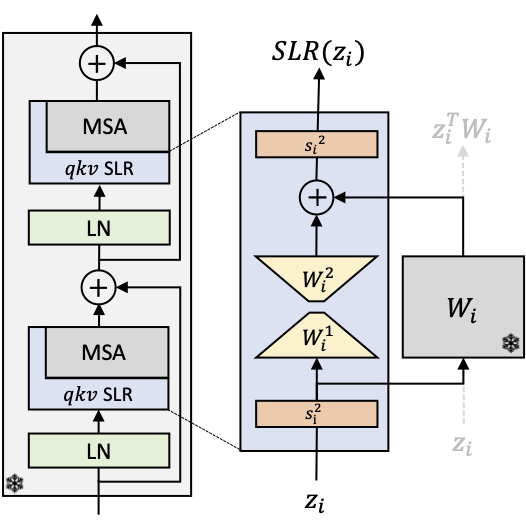 SLR(z_i)
MSA
qkv SLR
s_i^2
z_i^T W_i
LN
W_i^2
W_i
W_i^1
MSA
qkv SLR
s_i^2
LN
z_i
z_i